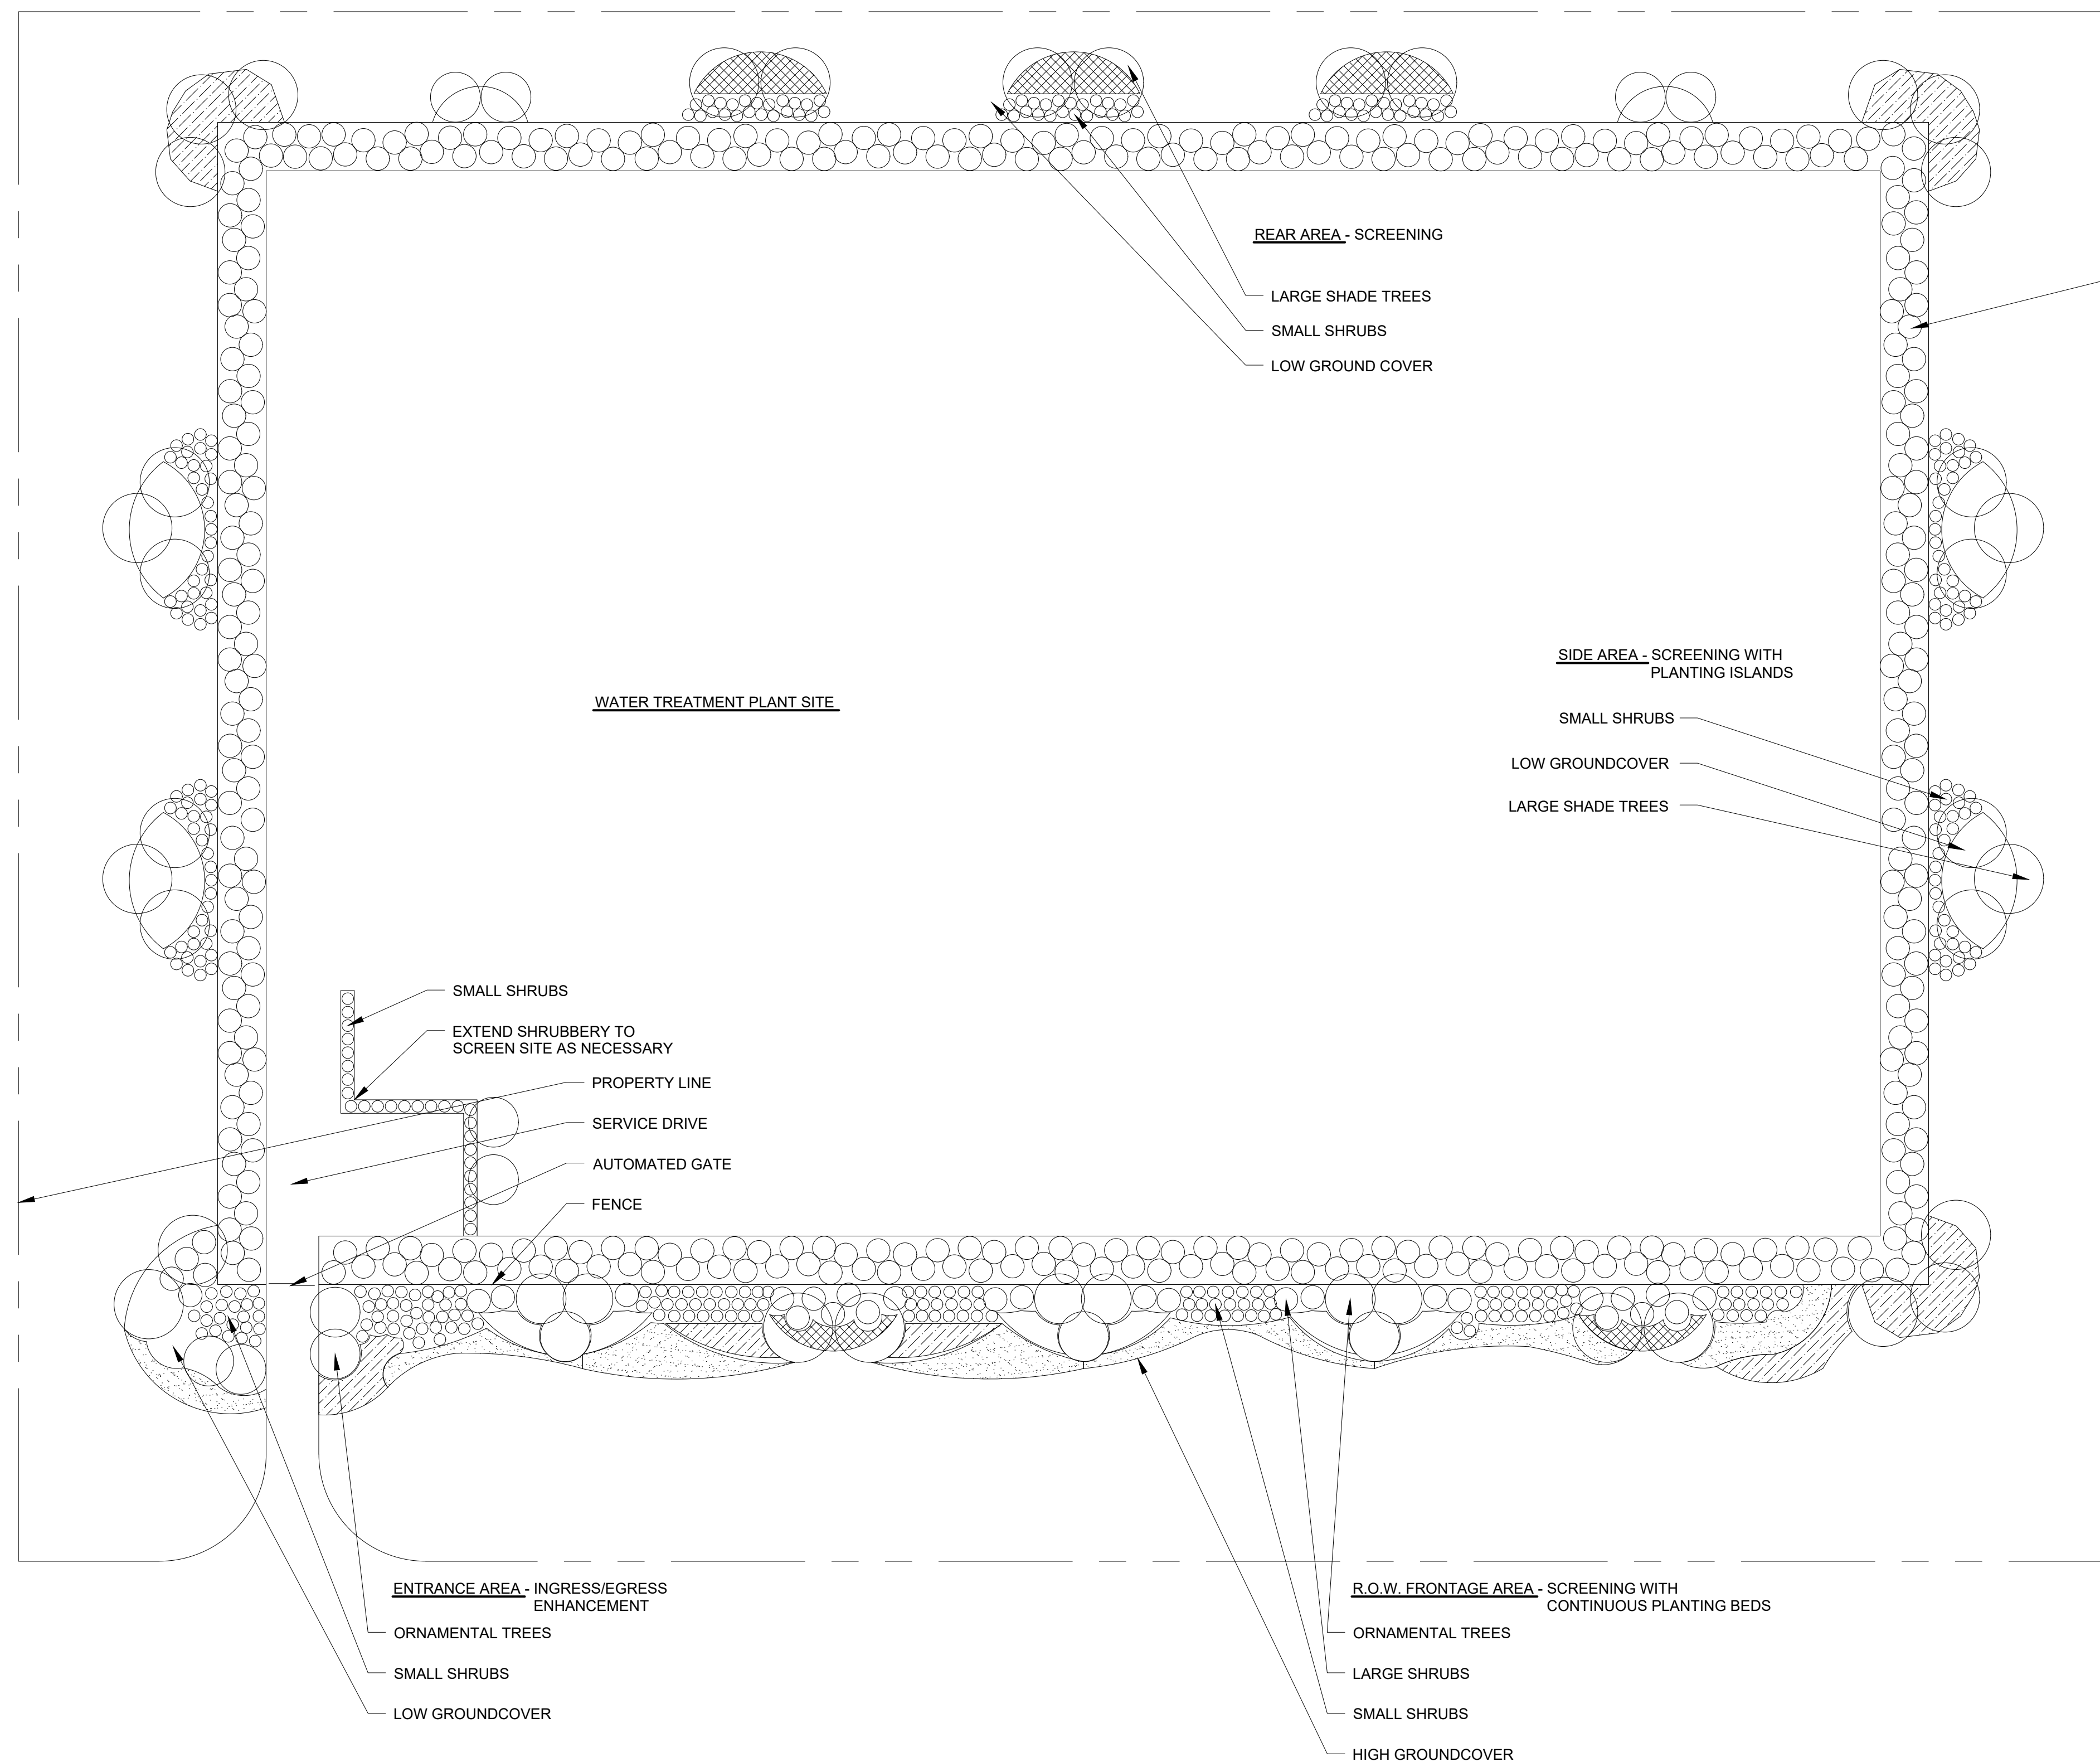 REAR AREA - SCREENING
LARGE SHADE TREES
SMALL SHRUBS
LOW GROUND COVER
SIDE AREA - SCREENING WITH
PLANTING ISLANDS
SMALL SHRUBS
LOW GROUNDCOVER
LARGE SHADE TREES
WATER TREATMENT PLANT SITE
SMALL SHRUBS
EXTEND SHRUBBERY TO
SCREEN SITE AS NECESSARY
PROPERTY LINE
SERVICE DRIVE
AUTOMATED GATE
FENCE
ENTRANCE AREA - INGRESS/EGRESS
ENHANCEMENT
ORNAMENTAL TREES
SMALL SHRUBS
LOW GROUNDCOVER
R.O.W. FRONTAGE AREA - SCREENING WITH
CONTINUOUS PLANTING BEDS
ORNAMENTAL TREES
LARGE SHRUBS
SMALL SHRUBS
HIGH GROUNDCOVER